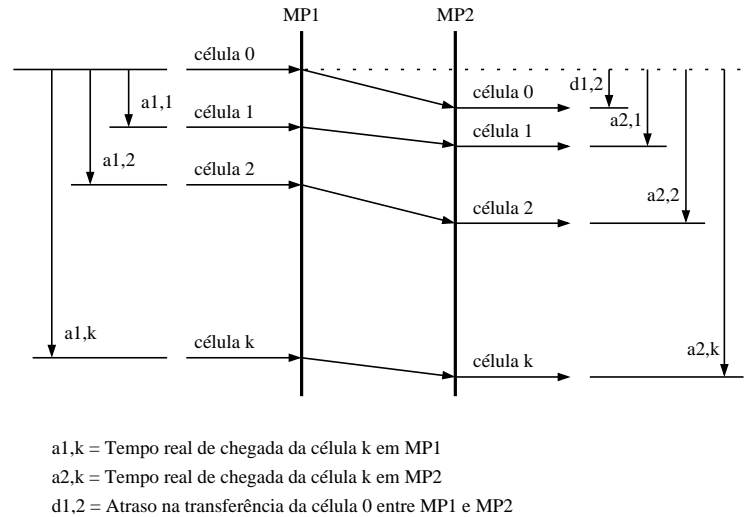 MP1 MP2
célula 0
a1,1
célula 0
d1,2
célula 1
célula 1
a2,1
a1,2
célula 2
célula 2
a2,2
a1,k
célula k
célula k
a2,k
a1,k = Tempo real de chegada da célula k em MP1
a2,k = Tempo real de chegada da célula k em MP2
d1,2 = Atraso na transferência da célula 0 entre MP1 e MP2